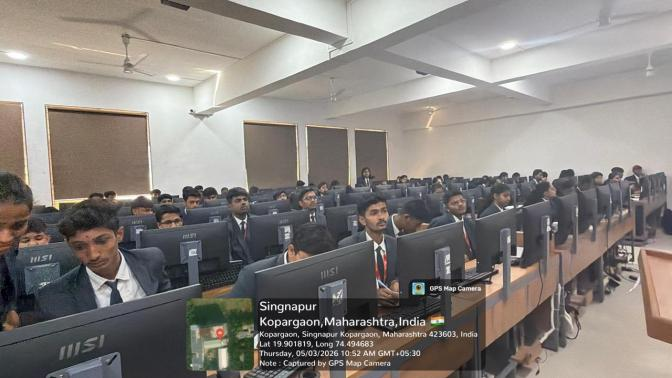 MSI
MSI
MSI
MSI
GPS Map Camera
Singnapur
Kopargaon,Maharashtra,India
Kopargaon, Singnapur Kopargaon, Maharashtra 423603, India
Lat 19.901819, Long 74.494683
Thursday, 05/03/2026 10:52 AM GMT+05:30
Note : Captured by GPS Map Camera